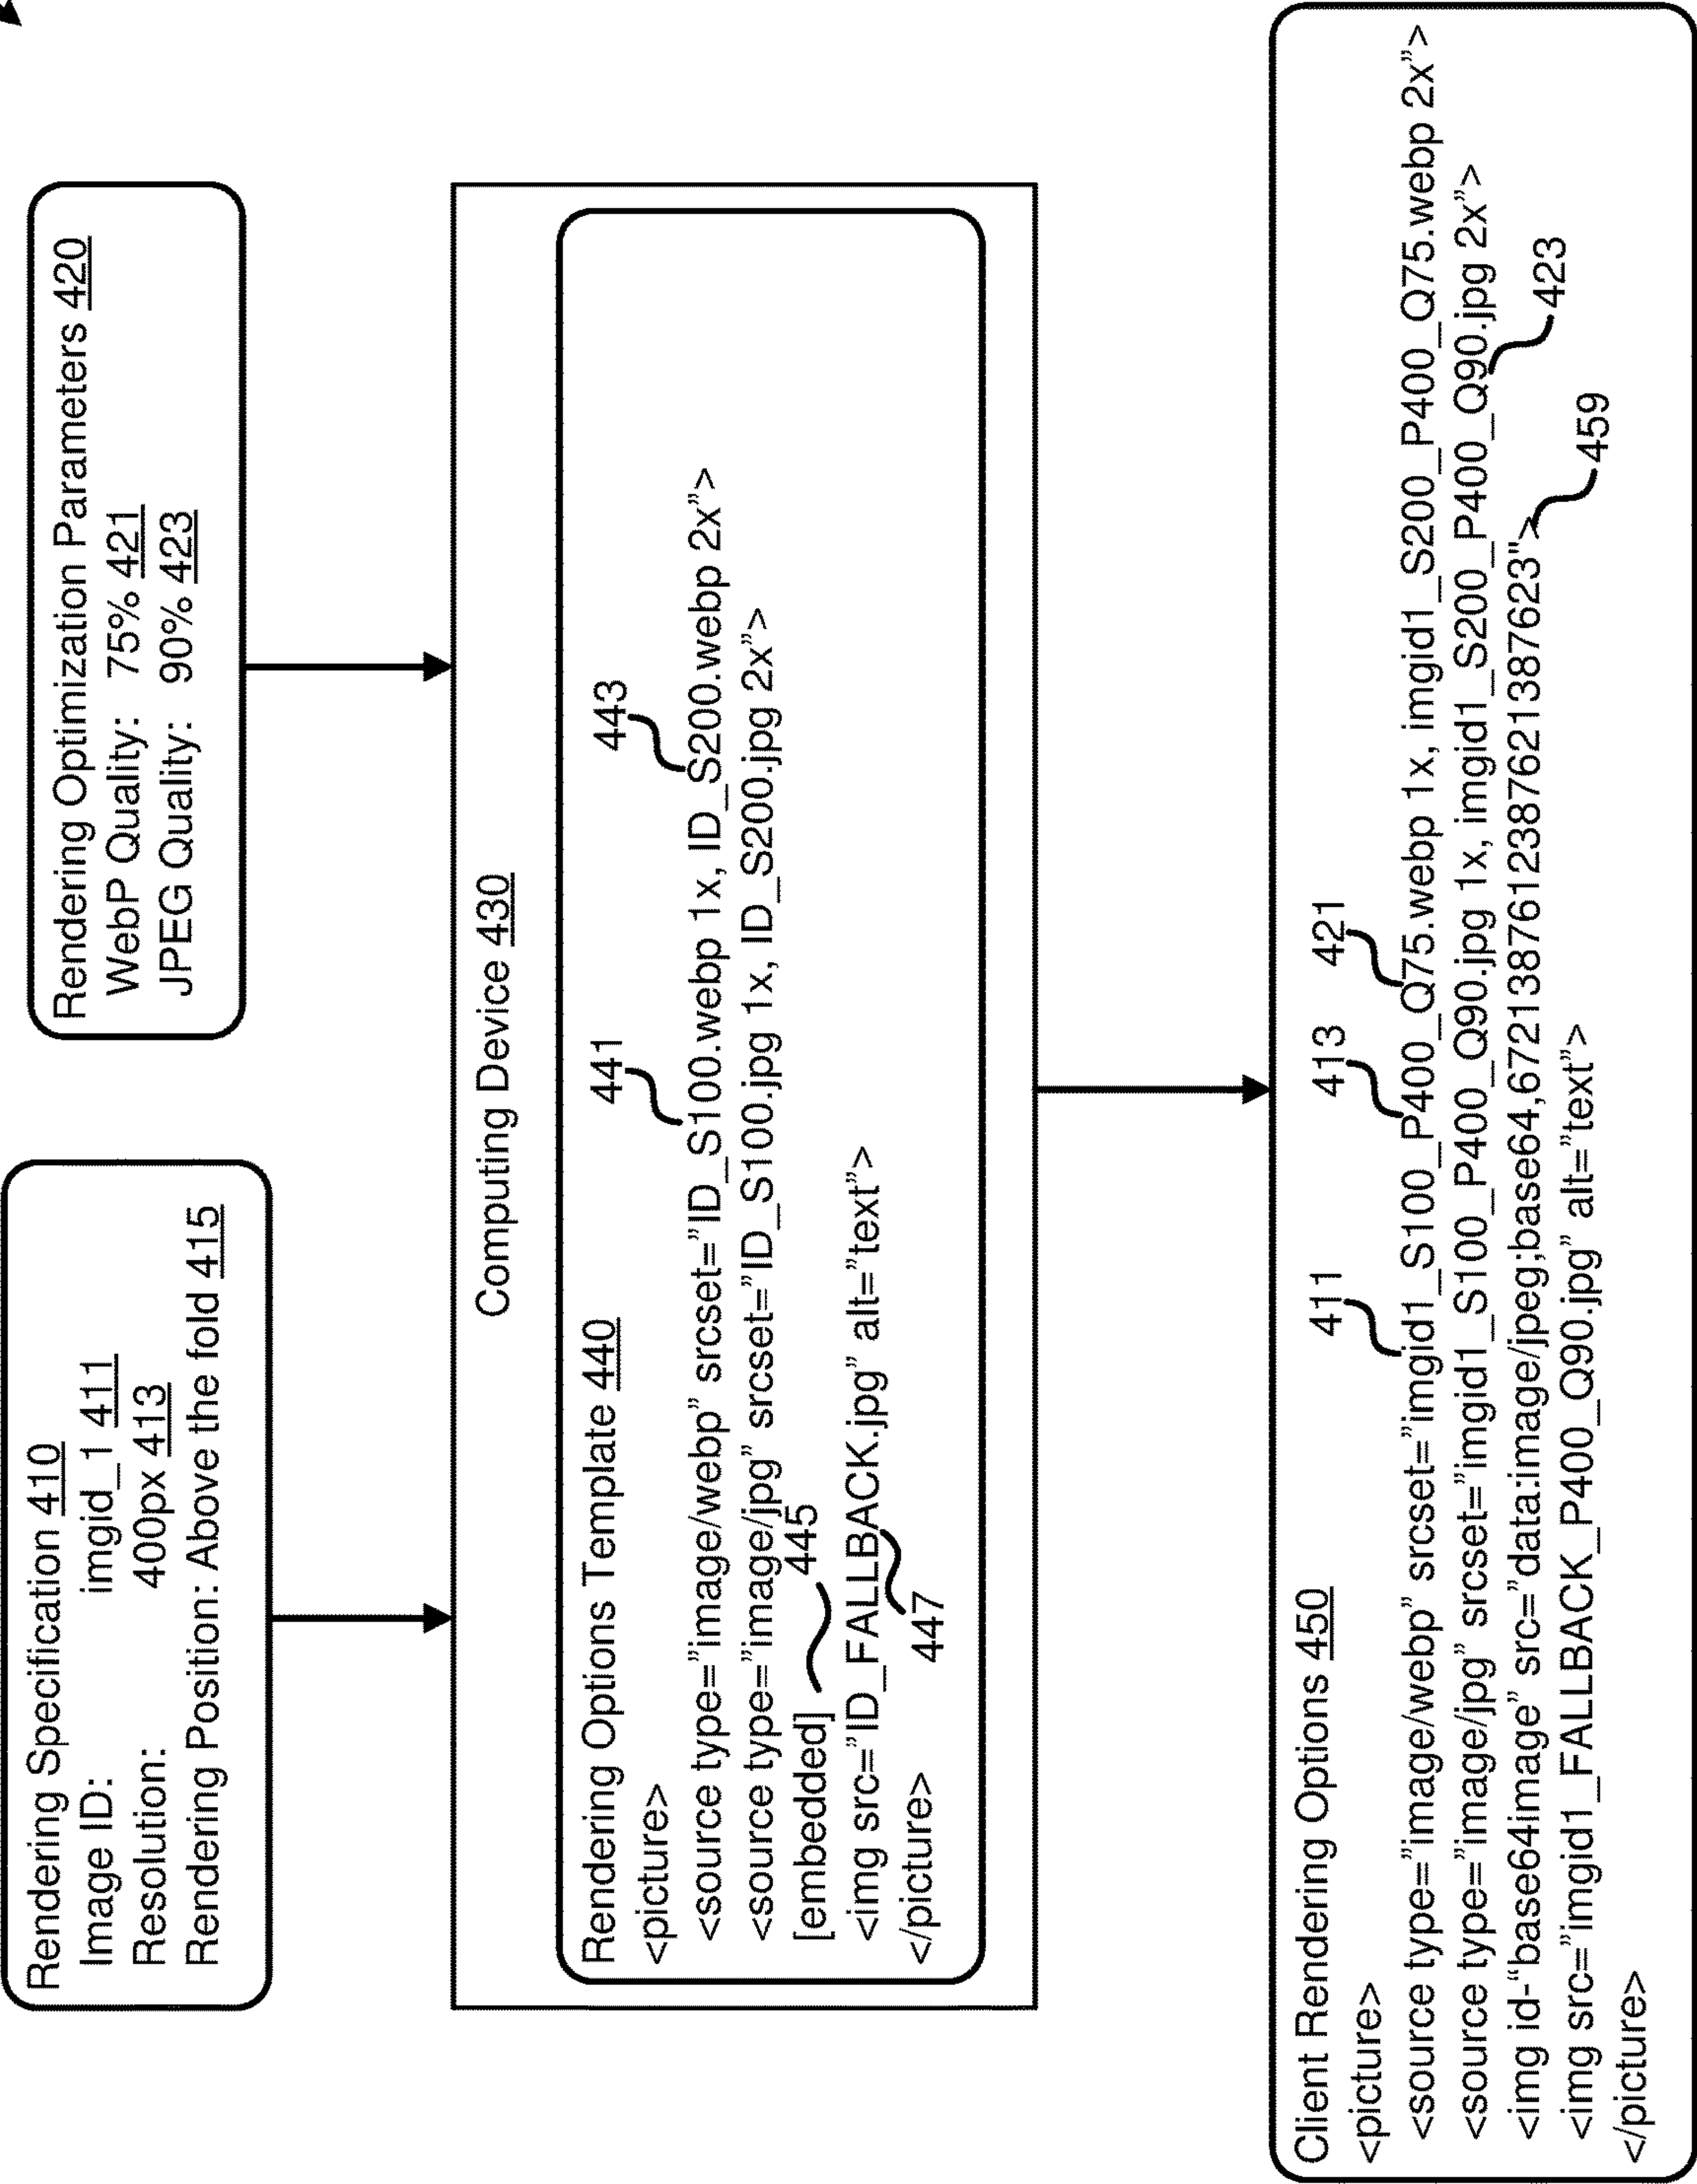 Rendering Specification 410
Image ID: imgid_1 411
Resolution: 400px 413
Rendering Position: Above the fold 415
Rendering Optimization Parameters 420
WebP Quality: 75% 421
JPEG Quality: 90% 423
Computing Device 430
Rendering Options Template 440
441
443
<picture>
<source type=”image/webp” srcset=”ID_S100.webp 1x, ID_S200.webp 2x”>
<source type=”image/jpg” srcset=”ID_S100.jpg 1x, ID_S200.jpg 2x”>
[embedded]
445
<img src=”ID_FALLBACK.jpg” alt=”text”>
</picture>
447
Client Rendering Options 450
411
413
421
<picture>
<source type=”image/webp” srcset=”imgid1_S100_P400_Q75.webp 1x, imgid1_S200_P400_Q75.webp 2x”>
<source type=”image/jpg” srcset=”imgid1_S100_P400_Q90.jpg 1x, imgid1_S200_P400_Q90.jpg 2x”>
<img id-“base64image” src=”data:image/jpeg;base64,67213876123876213876​23">
423
<img src=”imgid1_FALLBACK_P400_Q90.jpg” alt=”text”>
459
</picture>